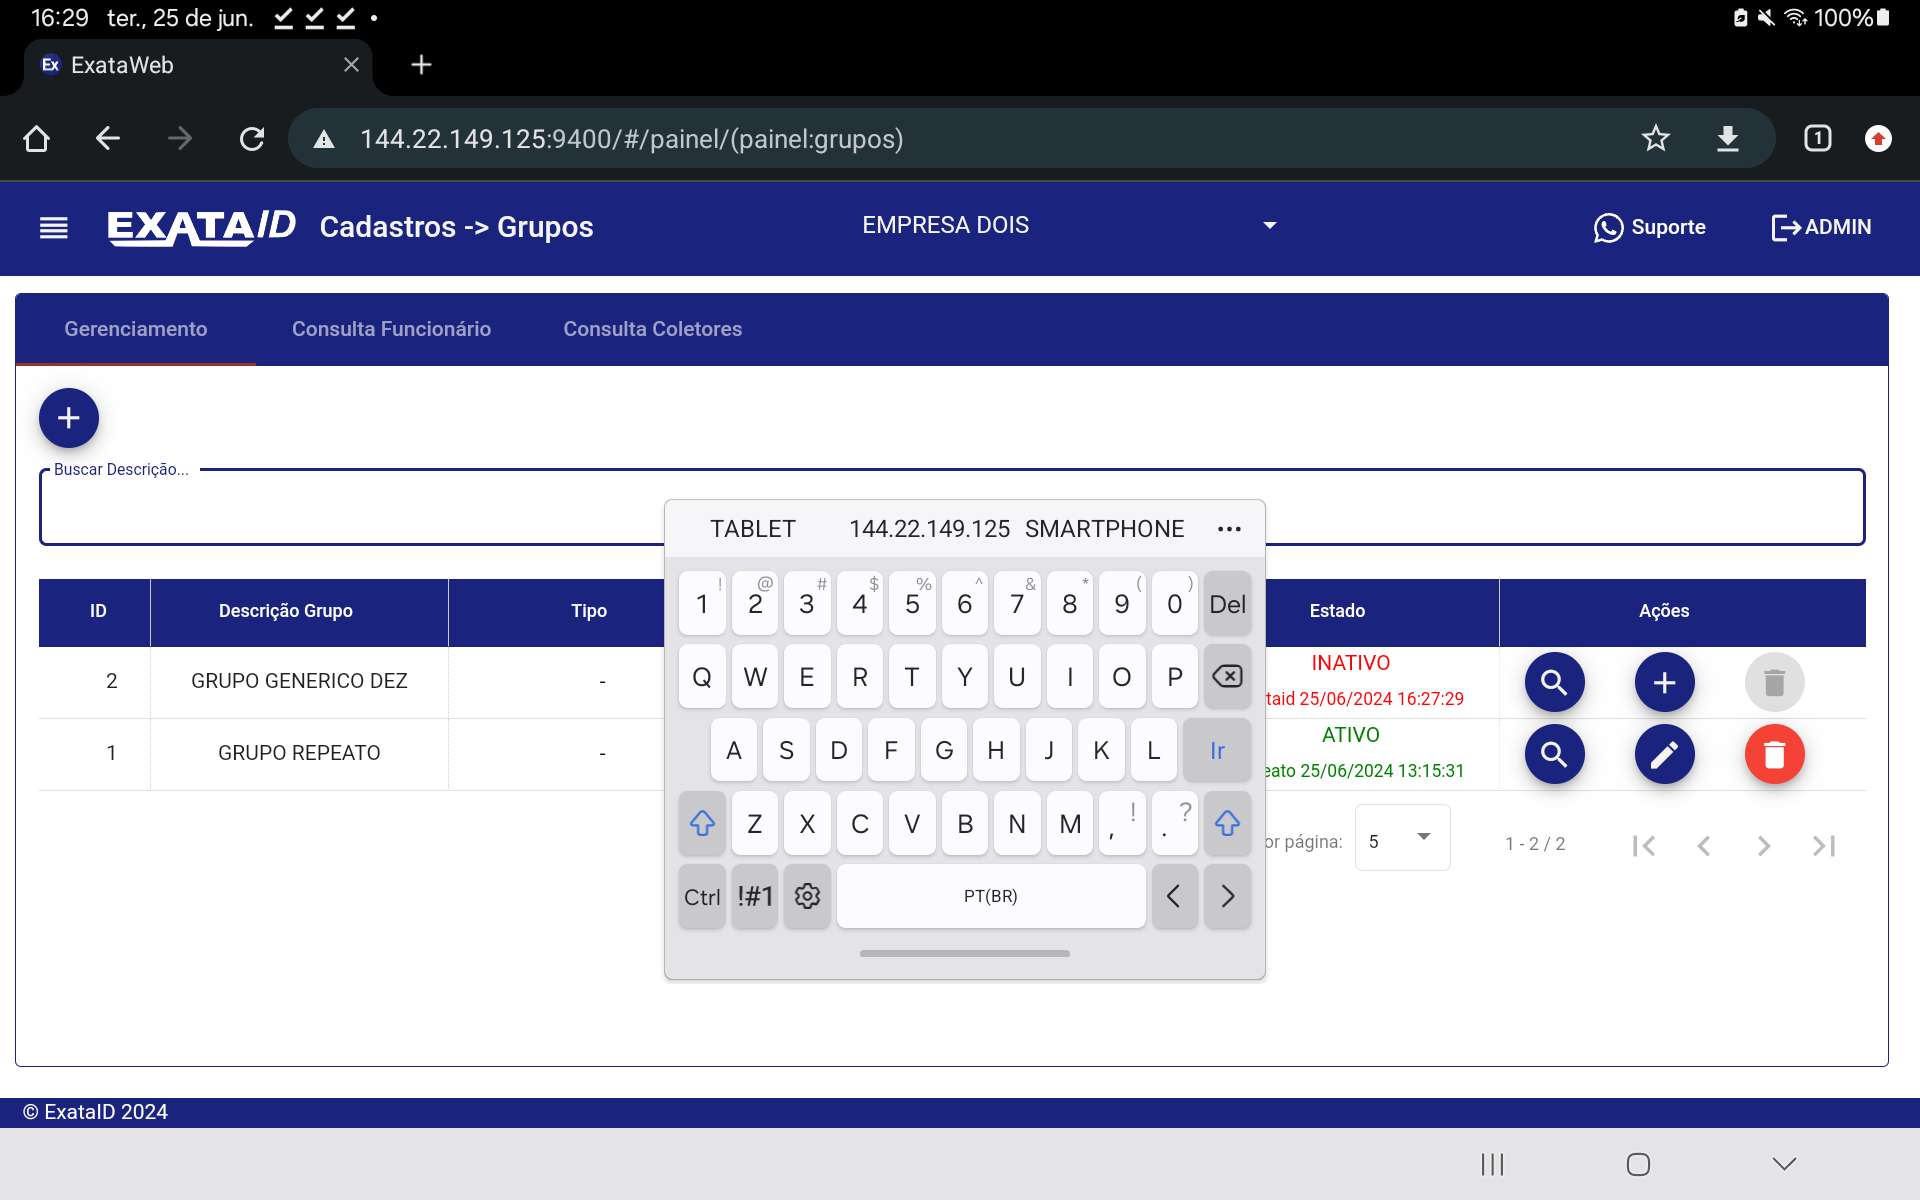 16:29 ter., 25 de jun. 100%
Ex ExataWeb
144.22.149.125:9400/#/painel/(painel:grupos)
1
EXATA/ID Cadastros -> Grupos EMPRESA DOIS Suporte ADMIN
Gerenciamento Consulta Funcionário Consulta Coletores
+
Buscar Descrição...
TABLET 144.22.149.125 SMARTPHONE ...
ID Descrição Grupo Tipo Estado Ações
2 GRUPO GENERICO DEZ - INATIVO
taid 25/06/2024 16:27:29
1 GRUPO REPEATO - ATIVO
eato 25/06/2024 13:15:31
or página: 5 1 - 2 / 2
! @ # $ % ^ & * ( )
1 2 3 4 5 6 7 8 9 0 Del
Q W E R T Y U I O P
A S D F G H J K L Ir
Z X C V B N M , ! . ?
Ctrl !#1 PT(BR) < >
© ExataID 2024